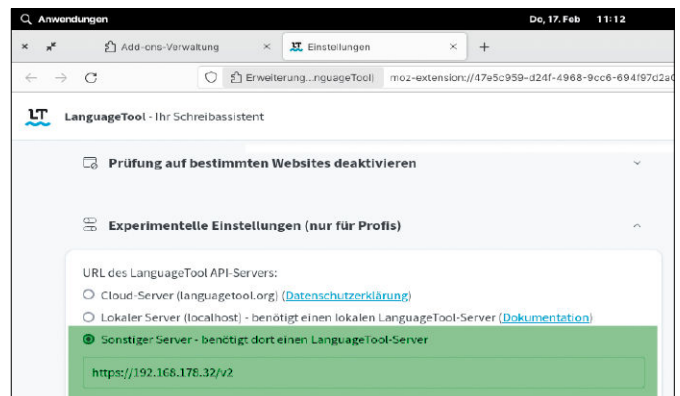 Anwendungen
Do, 17. Feb 11:12
Add-ons-Verwaltung
Einstellungen
Erweiterung...nguageTool) moz-extension://47e5c959-d24f-4968-9cc6-694f97d2a0
LT LanguageTool - Ihr Schreibassistent
Prüfung auf bestimmten Websites deaktivieren
Experimentelle Einstellungen (nur für Profis)
URL des LanguageTool API-Servers:
Cloud-Server (languagetool.org) (Datenschutzerklärung)
Lokaler Server (localhost) - benötigt einen lokalen LanguageTool-Server (Dokumentation)
Sonstiger Server - benötigt dort einen LanguageTool-Server
https://192.168.178.32/v2